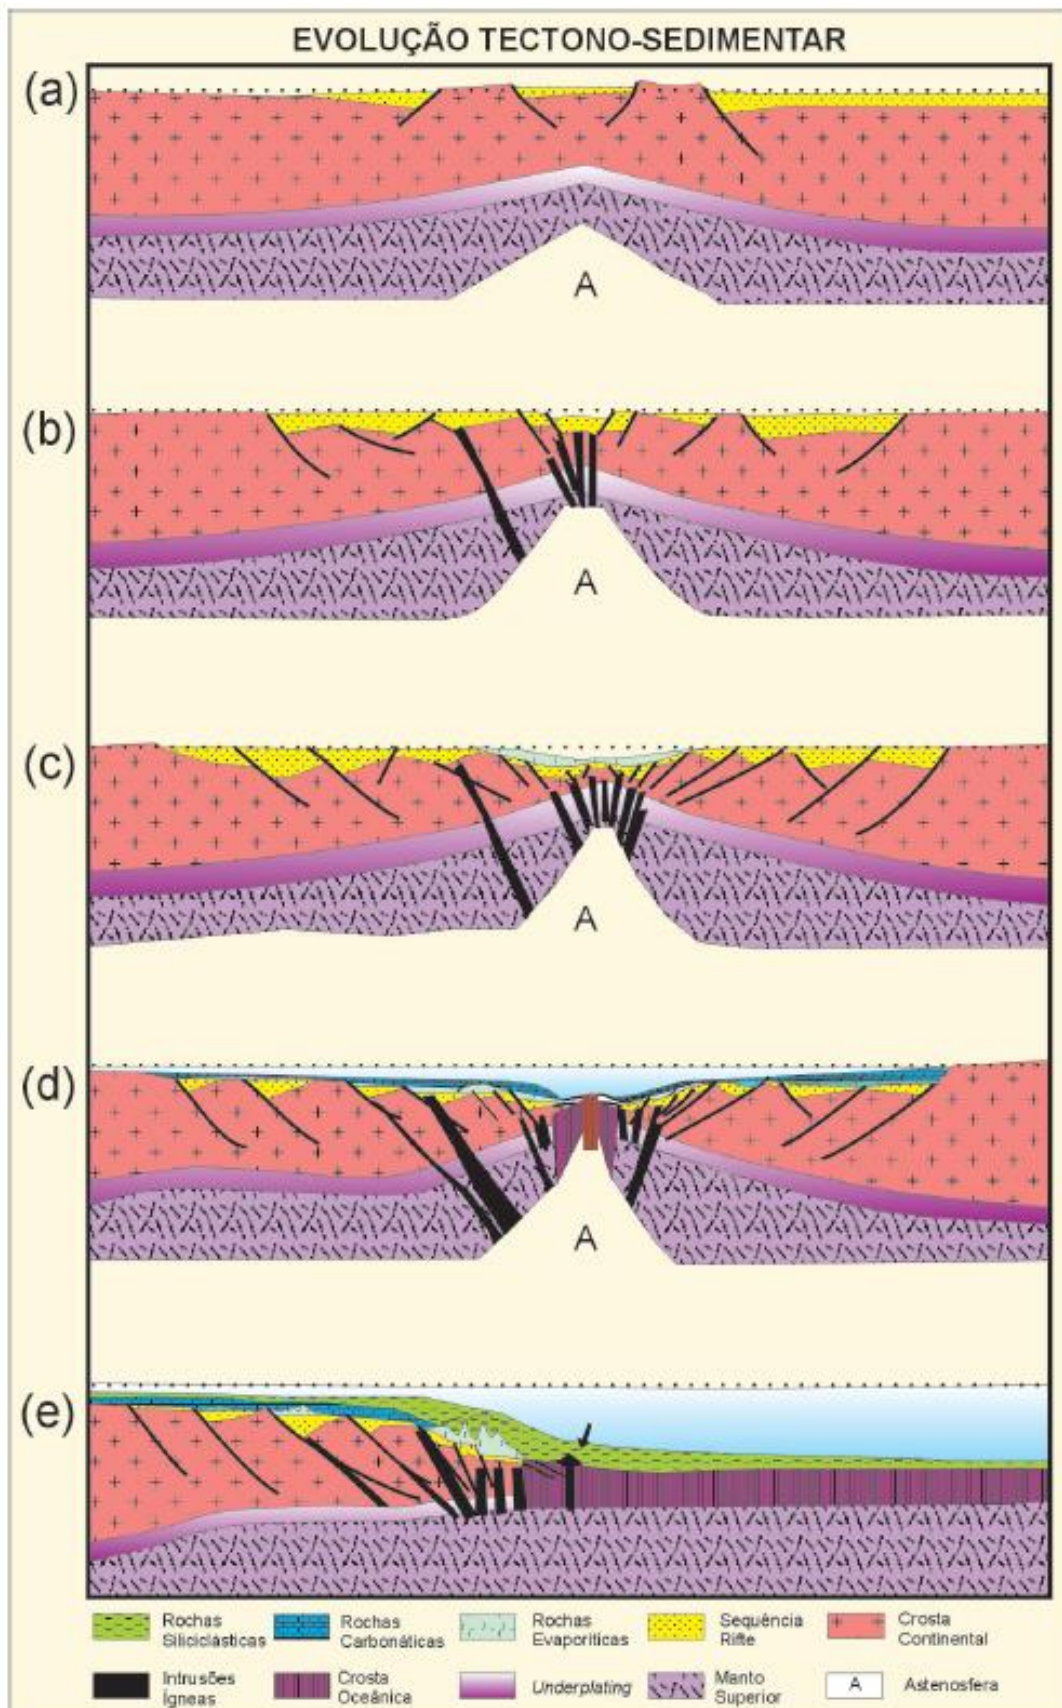 EVOLUÇÃO TECTONO-SEDIMENTAR
(a)
A
(b)
A
(c)
A
(d)
A
(e)
Rochas
Siliciclásticas
Rochas
Carbonáticas
Rochas
Evaporíticas
Sequência
Rifte
Crosta
Continental
Intrusões
Ígneas
Crosta
Oceânica
Underplating
Manto
Superior
A
Astenosfera